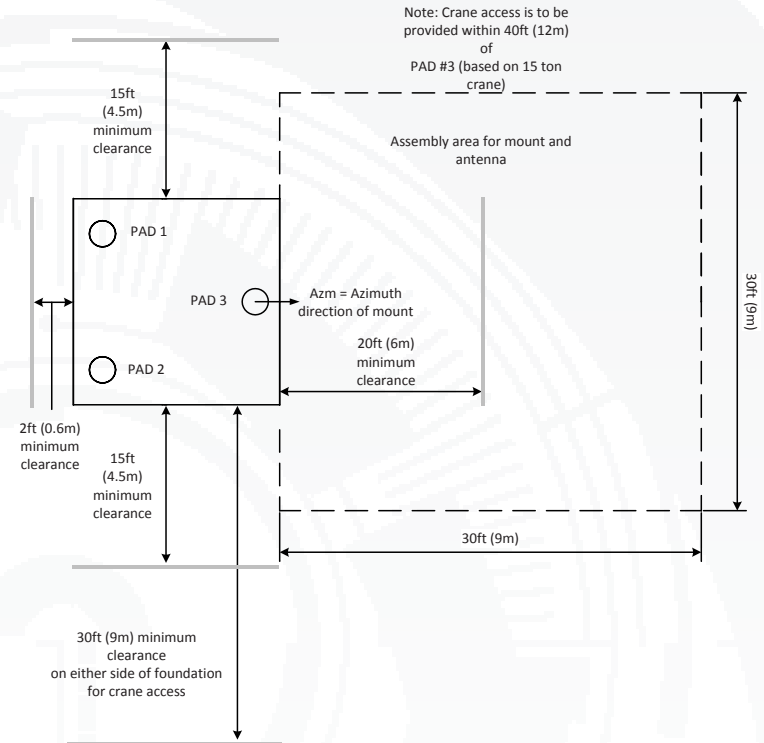 Note: Crane access is to be
provided within 40ft (12m)
of
PAD #3 (based on 15 ton
crane)
15ft
(4.5m)
minimum
clearance
Assembly area for mount and
antenna
PAD 1
PAD 3
Azm = Azimuth
direction of mount
30ft (9m)
20ft (6m)
minimum
clearance
PAD 2
2ft (0.6m)
minimum
clearance
15ft
(4.5m)
minimum
clearance
30ft (9m)
30ft (9m) minimum
clearance
on either side of foundation
for crane access